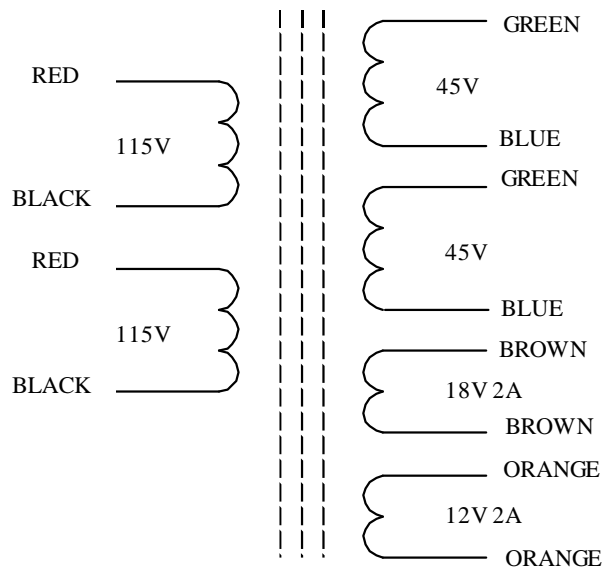 RED
115V
BLACK
RED
115V
BLACK
GREEN
45V
BLUE
GREEN
45V
BLUE
BROWN
18V 2A
BROWN
ORANGE
12V 2A
ORANGE